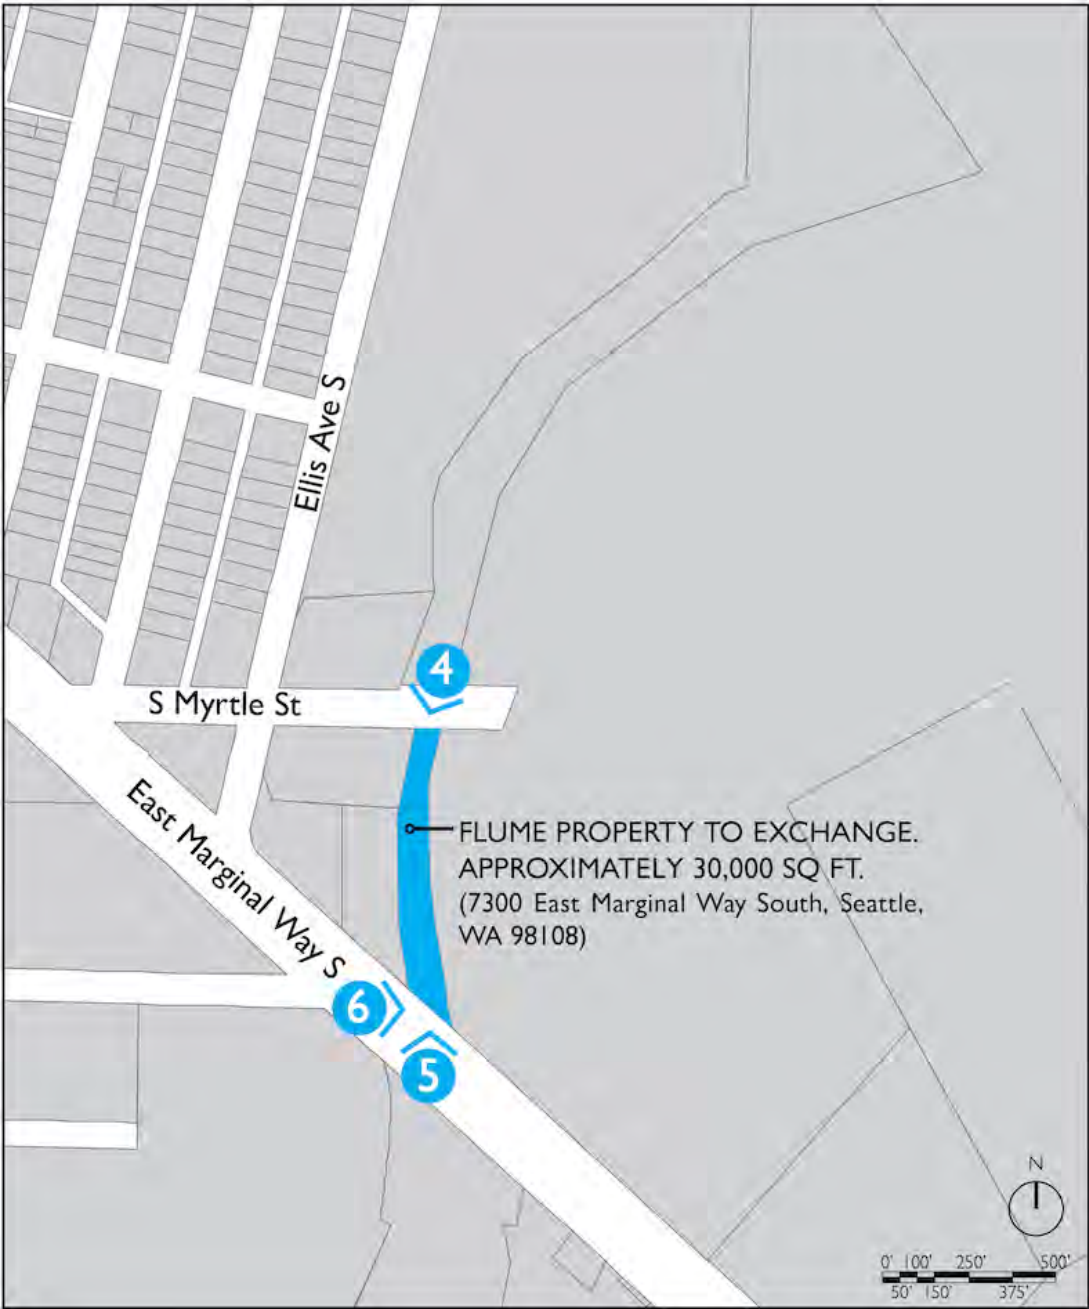 Ellis Ave S
4
S Myrtle St
East Marginal Way S
FLUME PROPERTY TO EXCHANGE.
APPROXIMATELY 30,000 SQ FT.
(7300 East Marginal Way South, Seattle,
WA 98108)
6
5
N
0' 100' 250' 500'
50' 150' 375'